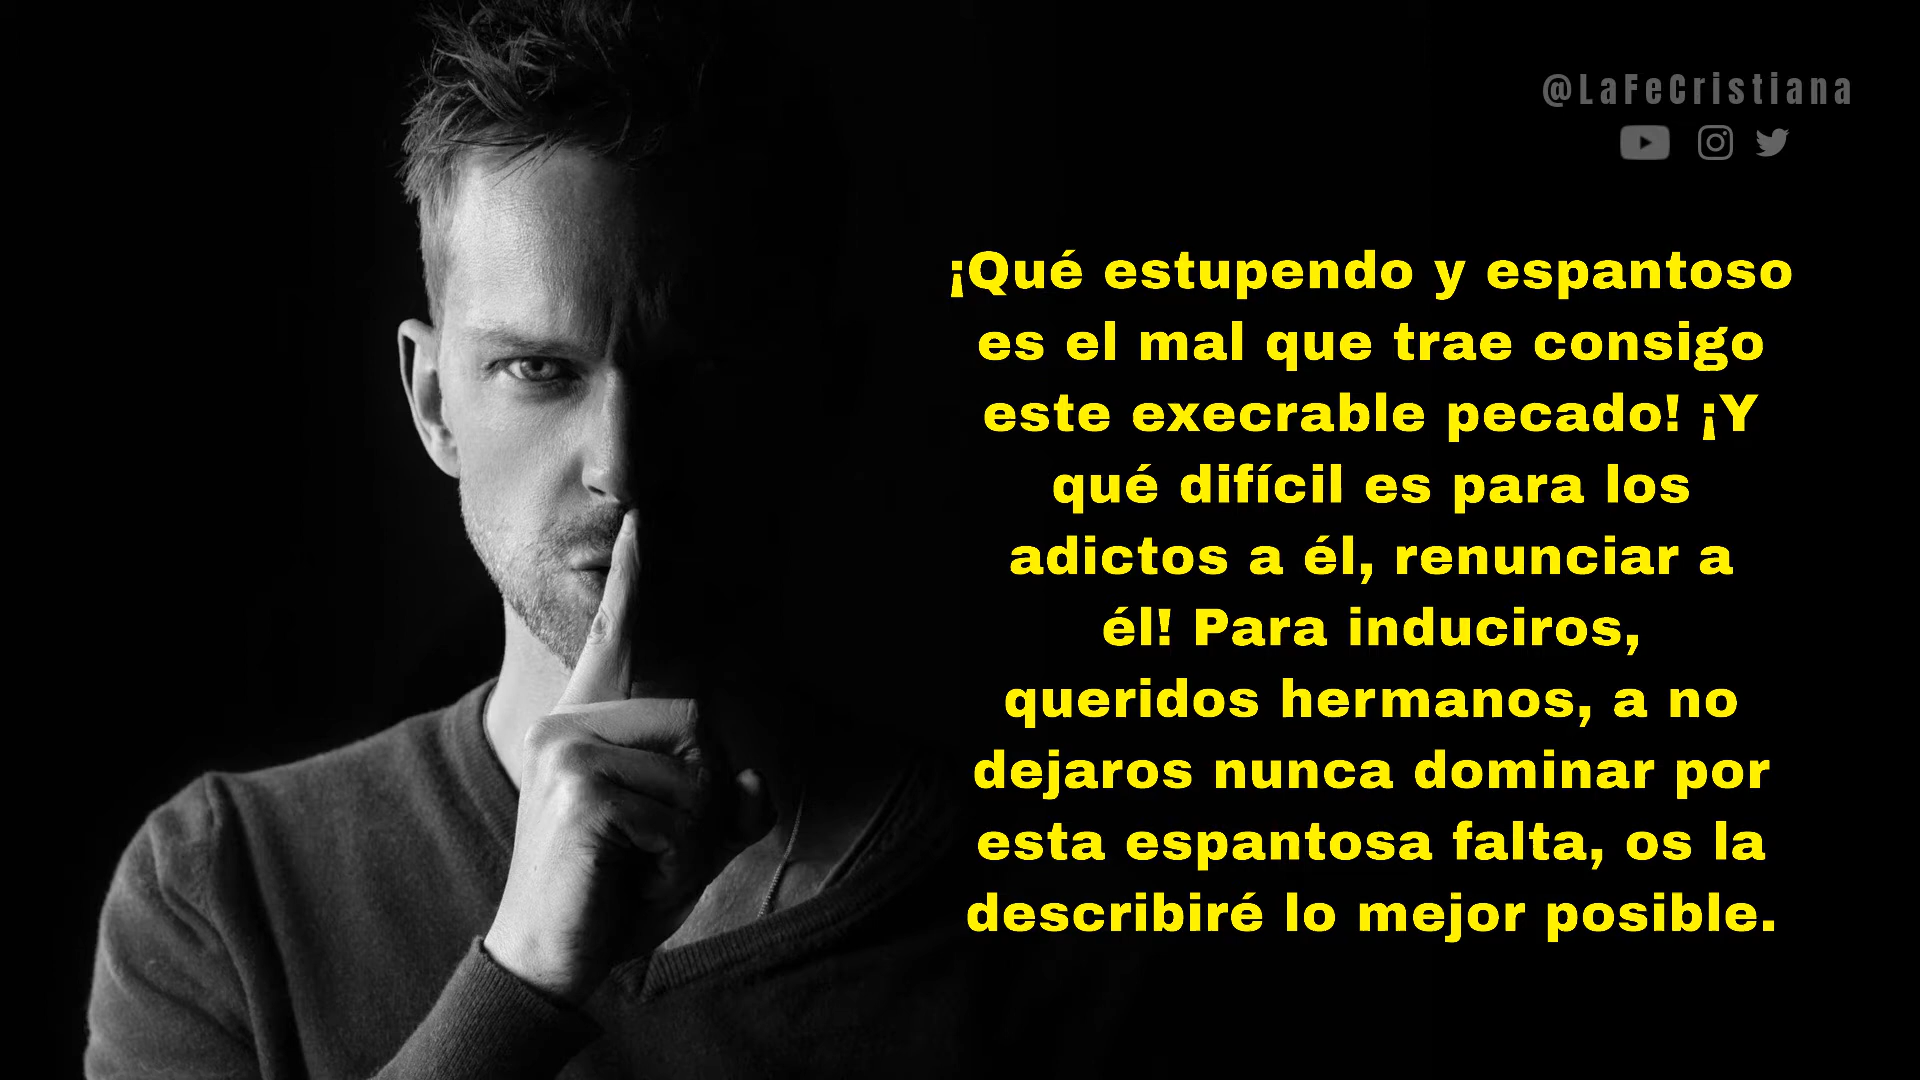 @LaFeCristiana
¡Qué estupendo y espantoso
es el mal que trae consigo
este execrable pecado! ¡Y
qué difícil es para los
adictos a él, renunciar a
él! Para induciros,
queridos hermanos, a no
dejaros nunca dominar por
esta espantosa falta, os la
describiré lo mejor posible.